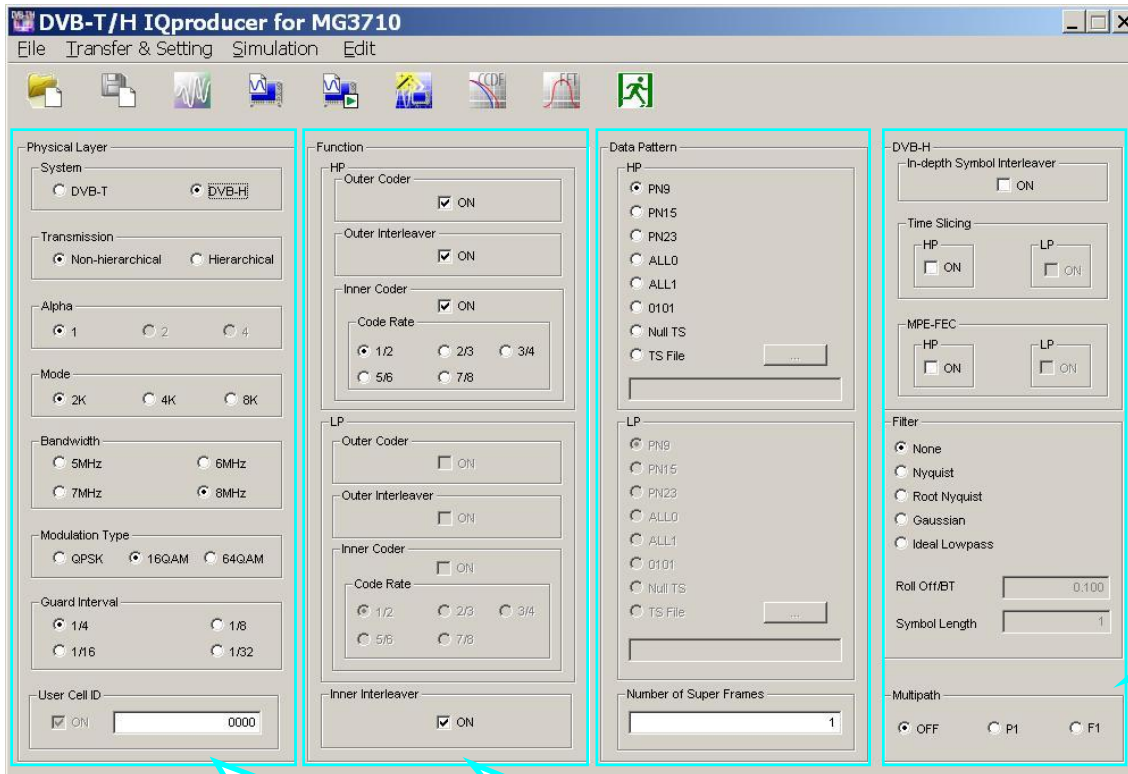 DVB-T/H IQproducer for MG3710
File Transfer & Setting Simulation Edit
CCDF FFT
Physical Layer
System
DVB-T DVB-H
Transmission
Non-hierarchical Hierarchical
Alpha
1 2 4
Mode
2K 4K 8K
Bandwidth
5MHz 6MHz
7MHz 8MHz
Modulation Type
QPSK 16QAM 64QAM
Guard Interval
1/4 1/8
1/16 1/32
User Cell ID
ON 0000
Function
HP
Outer Coder
ON
Outer Interleaver
ON
Inner Coder
ON
Code Rate
1/2 2/3 3/4
5/6 7/8
LP
Outer Coder
ON
Outer Interleaver
ON
Inner Coder
ON
Code Rate
1/2 2/3 3/4
5/6 7/8
Inner Interleaver
ON
Data Pattern
HP
PN9
PN15
PN23
ALL0
ALL1
0101
Null TS
TS File ...
LP
PN9
PN15
PN23
ALL0
ALL1
0101
Null TS
TS File ...
Number of Super Frames
1
DVB-H
In-depth Symbol Interleaver
ON
Time Slicing
HP LP
ON ON
MPE-FEC
HP LP
ON ON
Filter
None
Nyquist
Root Nyquist
Gaussian
Ideal Lowpass
Roll Off/BT 0.100
Symbol Length 1
Multipath
OFF P1 F1